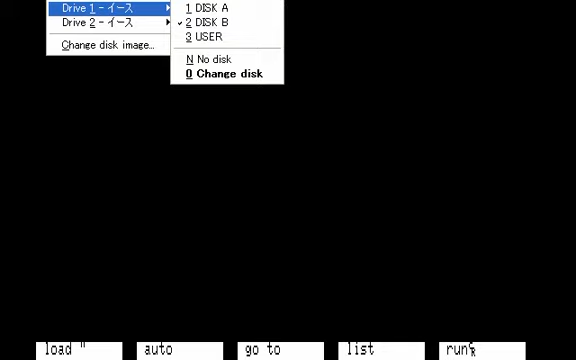 Drive 1 - イース
Drive 2 - イース
Change disk image...
1 DISK A
2 DISK B
3 USER
N No disk
0 Change disk
load "
auto
go to
list
run